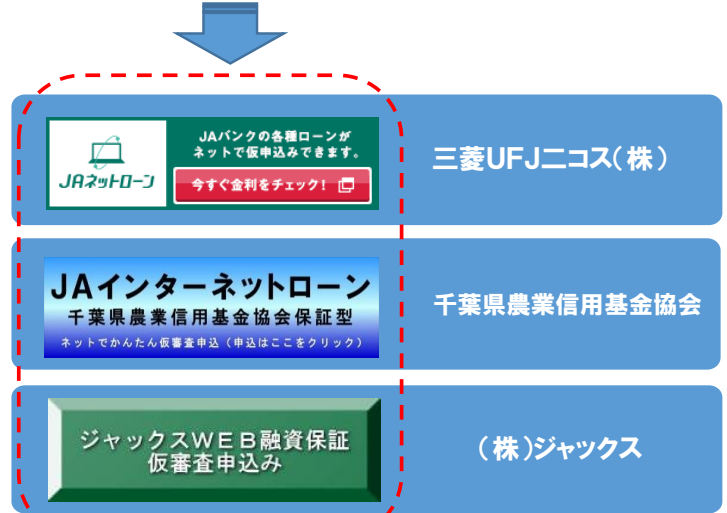 JAバンクの各種ローンが
ネットで仮申込みできます。
JAネットローン
今すぐ金利をチェック!
三菱UFJニコス(株)
JAインターネットローン
千葉県農業信用基金協会保証型
ネットでかんたん仮審査申込(申込はここをクリック)
千葉県農業信用基金協会
ジャックスWEB融資保証
仮審査申込み
(株)ジャックス